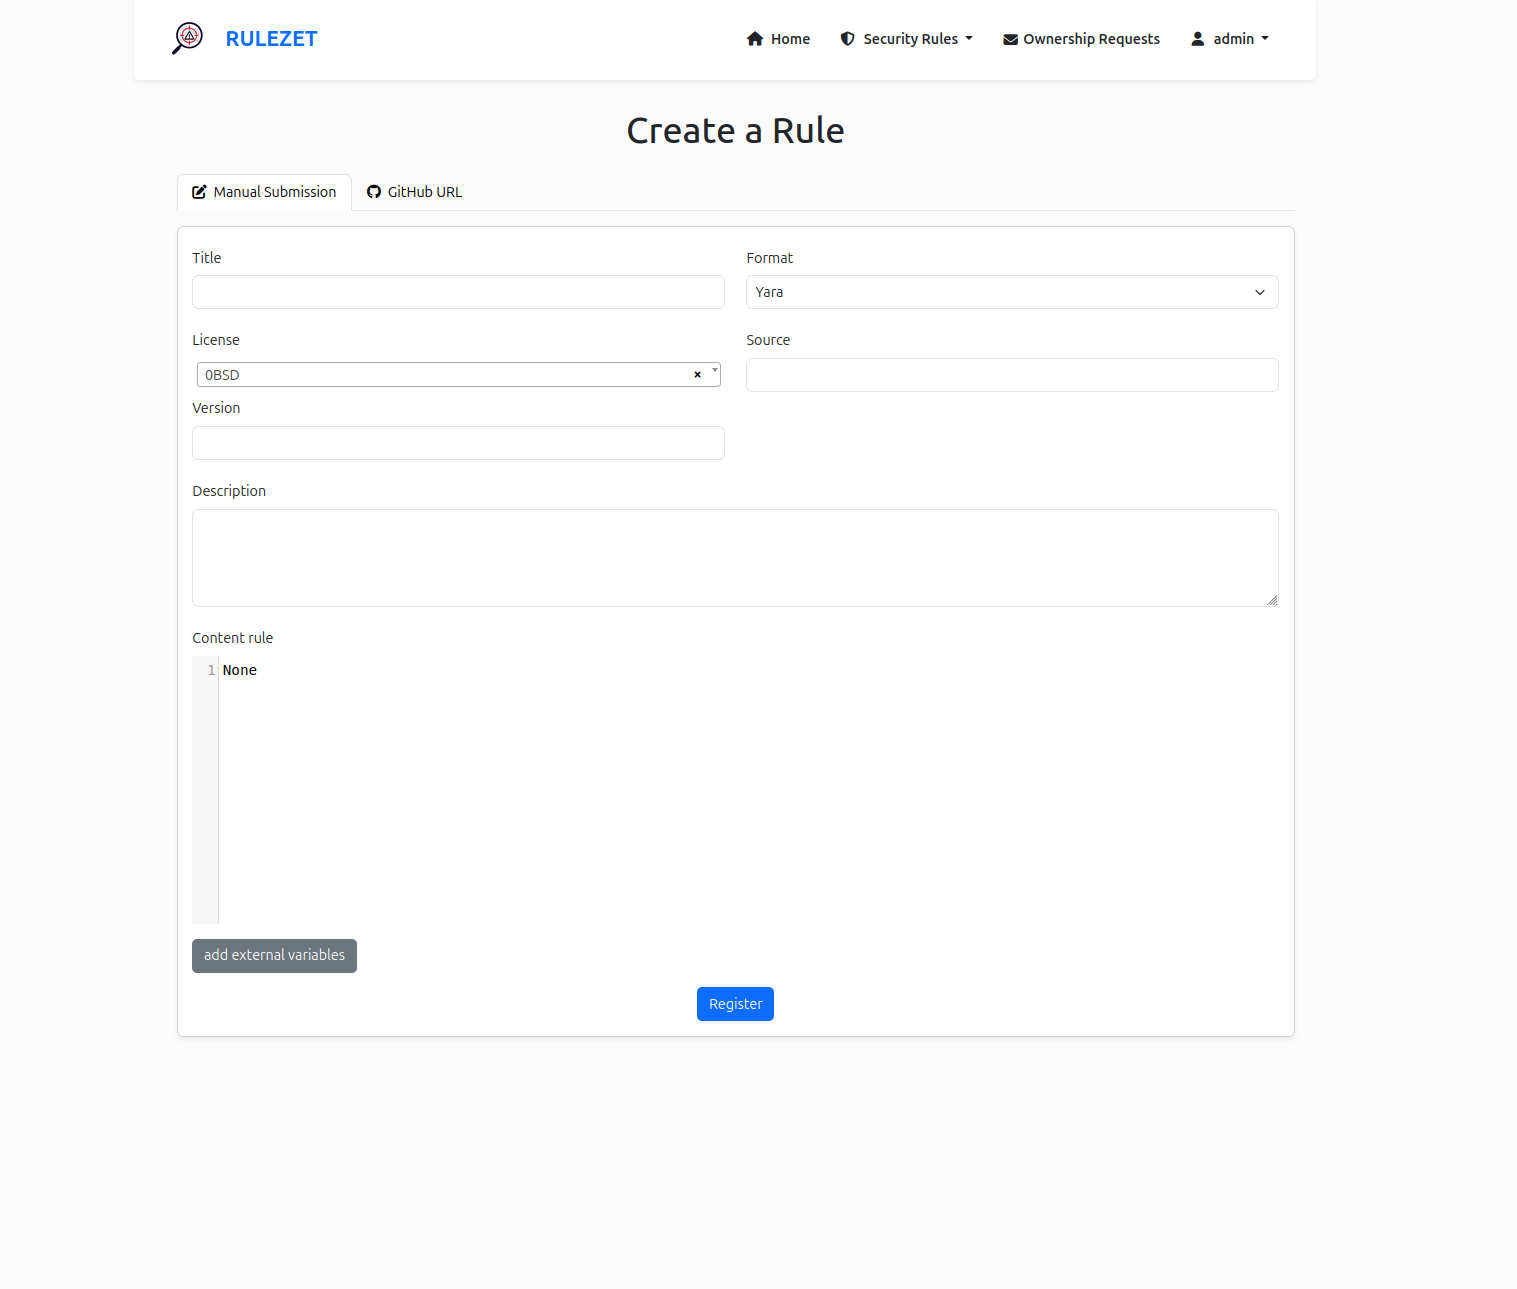 RULEZET
Home
Security Rules
Ownership Requests
admin
Create a Rule
Manual Submission
GitHub URL
Title
Format
Yara
License
Source
0BSD
×
Version
Description
Content rule
1 None
add external variables
Register